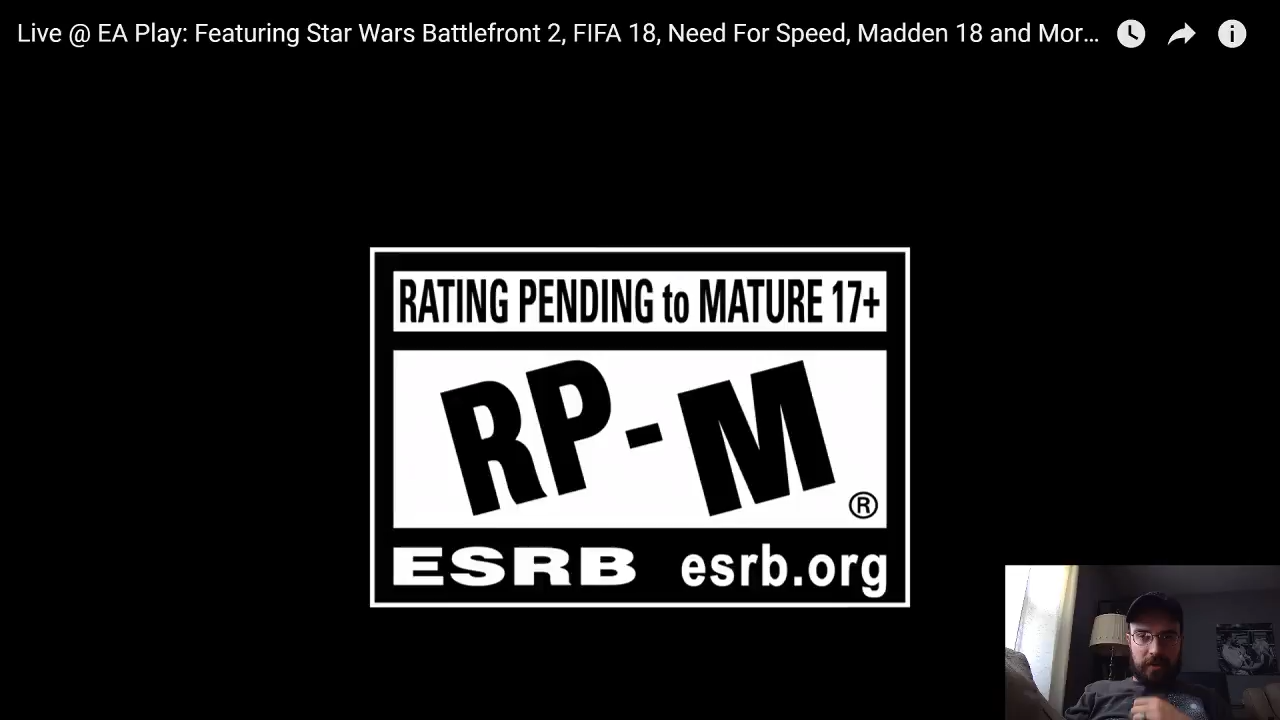 Live @ EA Play: Featuring Star Wars Battlefront 2, FIFA 18, Need For Speed, Madden 18 and Mor...
RATING PENDING to MATURE 17+
RP-M
®
ESRB esrb.org